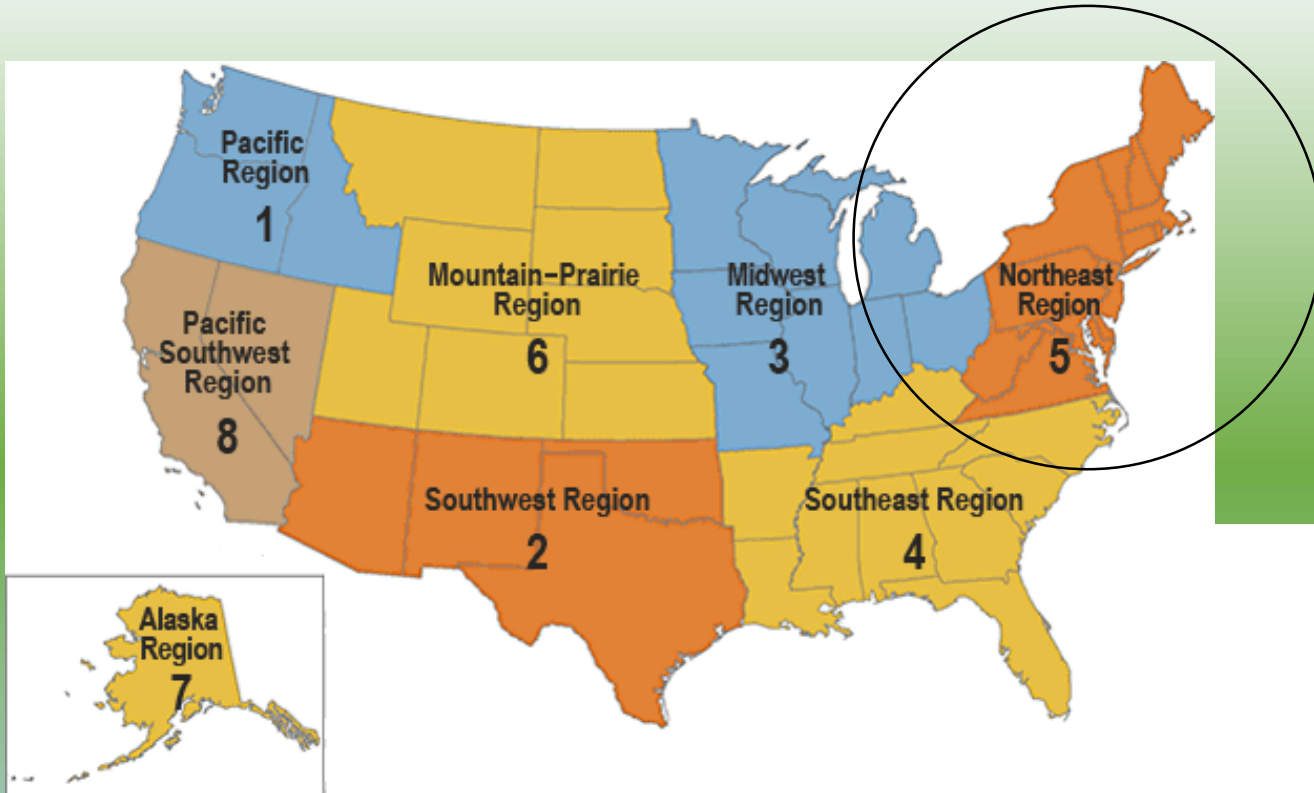 Pacific
Region
1
Mountain–Prairie
Region
6
Midwest
Region
3
Northeast
Region
5
Pacific
Southwest
Region
8
Southwest Region
2
Southeast Region
4
Alaska
Region
7